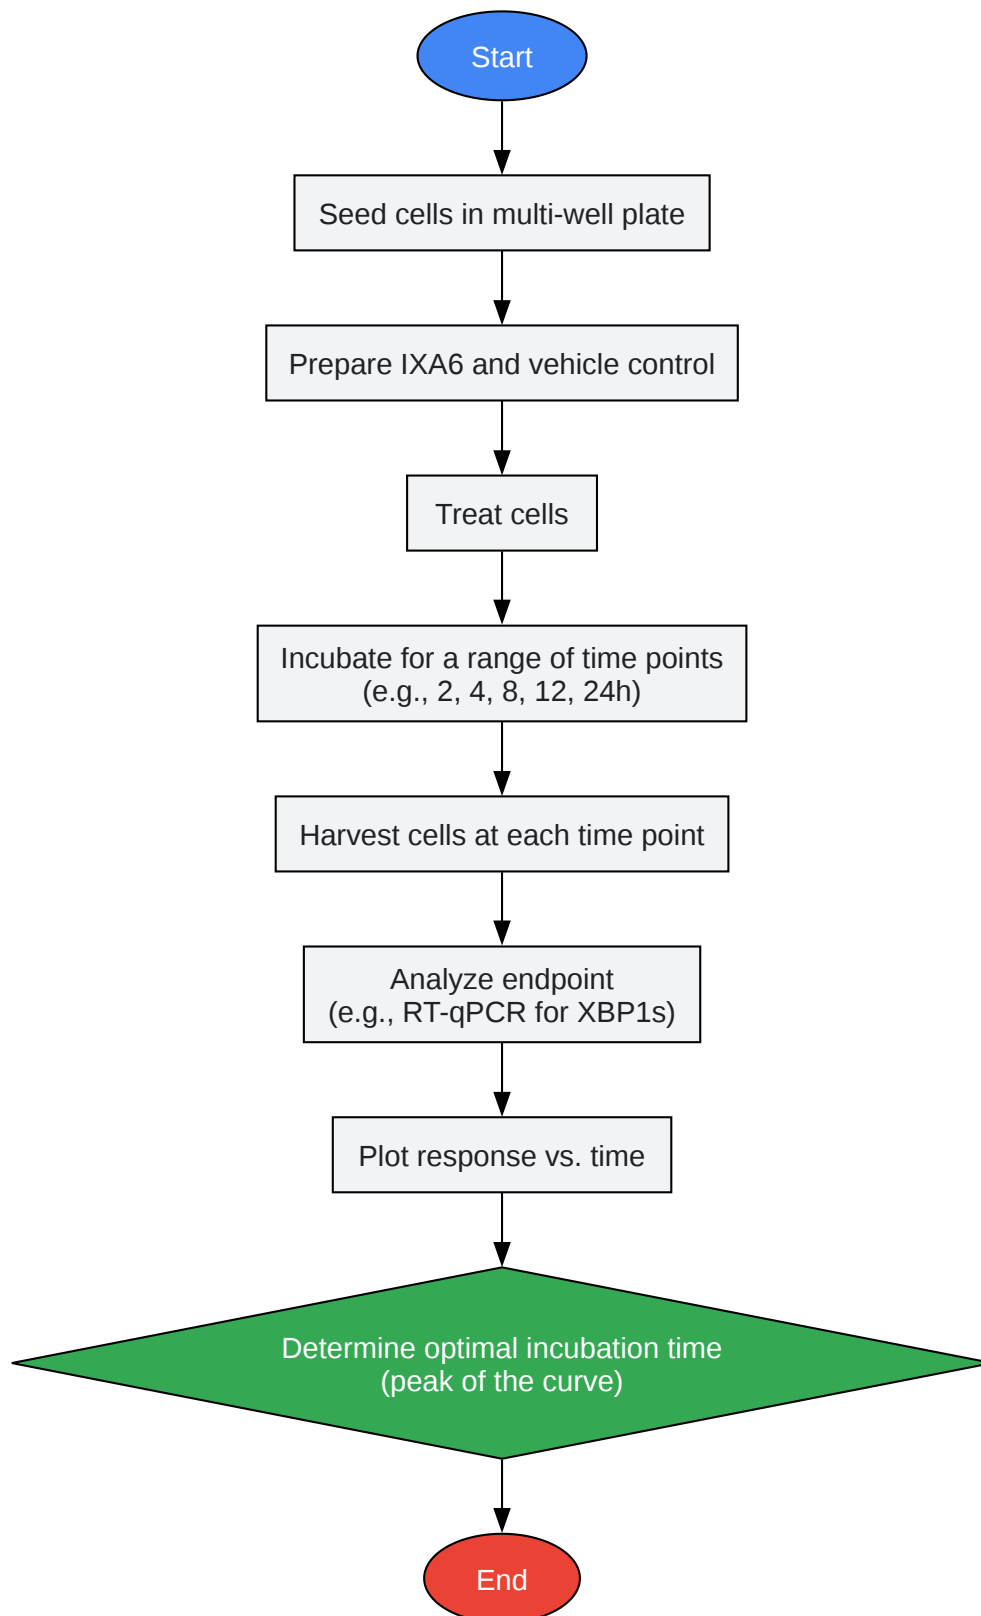 Start
Seed cells in multi-well plate
Prepare IXA6 and vehicle control
Treat cells
Incubate for a range of time points
(e.g., 2, 4, 8, 12, 24h)
Harvest cells at each time point
Analyze endpoint
(e.g., RT-qPCR for XBP1s)
Plot response vs. time
Determine optimal incubation time
(peak of the curve)
End